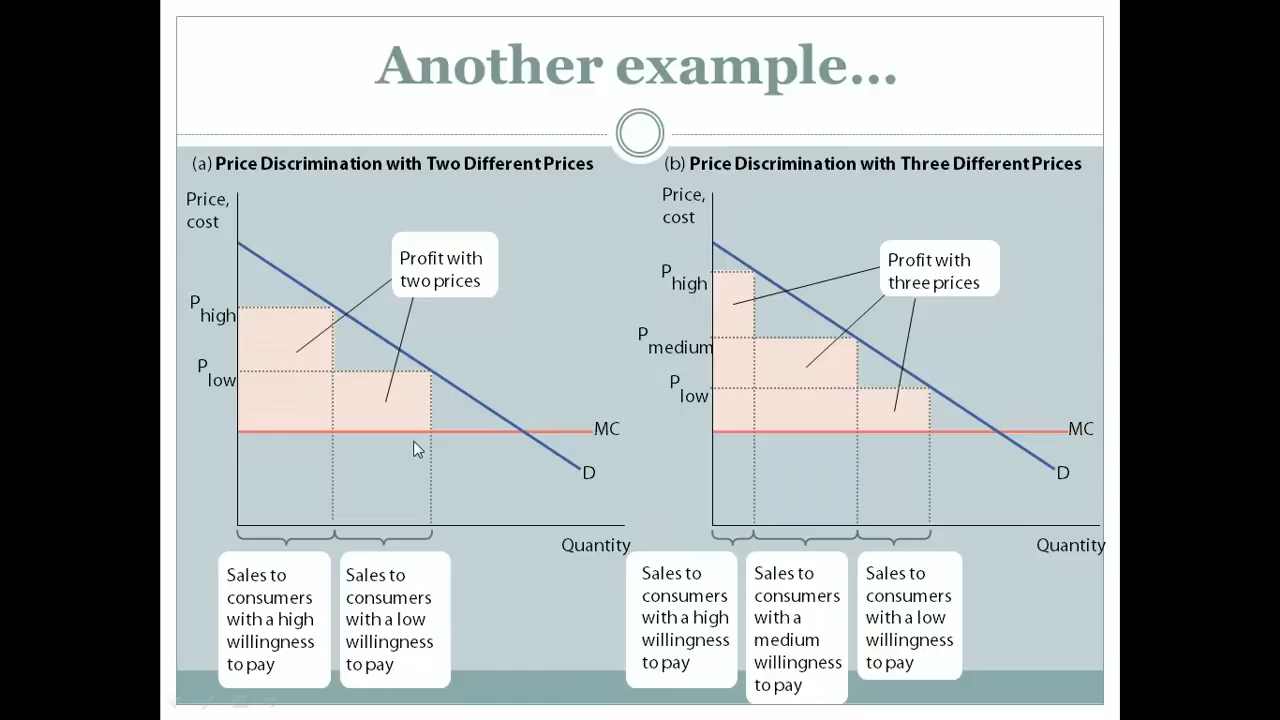 Another example...
(a) Price Discrimination with Two Different Prices
Price,
cost
Profit with
two prices
P
high
P
low
MC
D
Quantity
Sales to
consumers
with a high
willingness
to pay
Sales to
consumers
with a low
willingness
to pay
(b) Price Discrimination with Three Different Prices
Price,
cost
Profit with
three prices
P
high
P
medium
P
low
MC
D
Quantity
Sales to
consumers
with a high
willingness
to pay
Sales to
consumers
with a
medium
willingness
to pay
Sales to
consumers
with a low
willingness
to pay